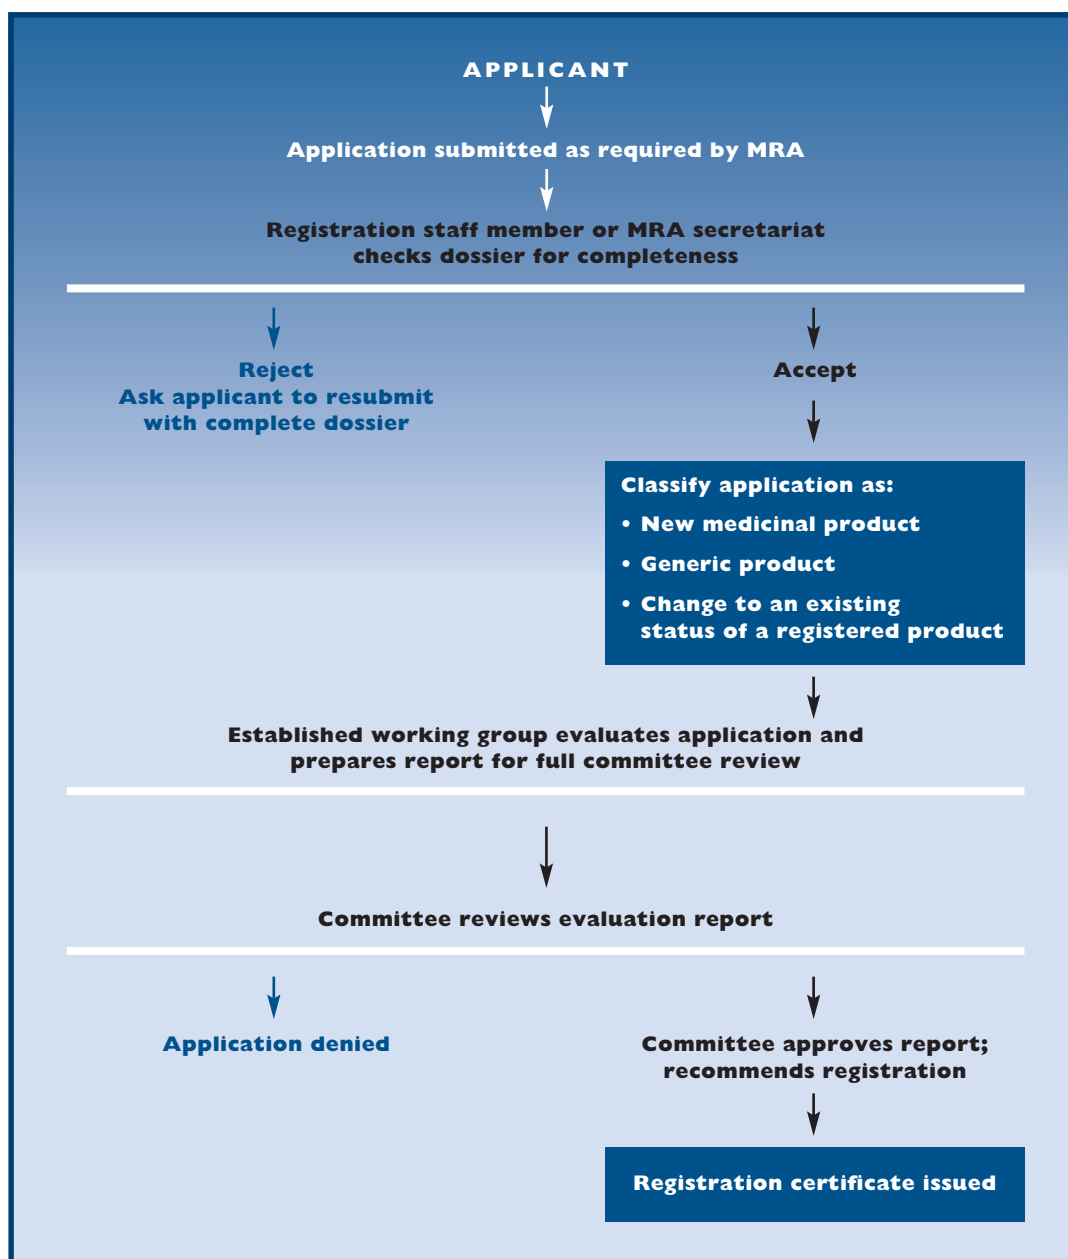 APPLICANT
Application submitted as required by MRA
Registration staff member or MRA secretariat
checks dossier for completeness
Reject
Ask applicant to resubmit
with complete dossier
Accept
Classify application as:
• New medicinal product
• Generic product
• Change to an existing
status of a registered product
Established working group evaluates application and
prepares report for full committee review
Committee reviews evaluation report
Application denied
Committee approves report;
recommends registration
Registration certificate issued